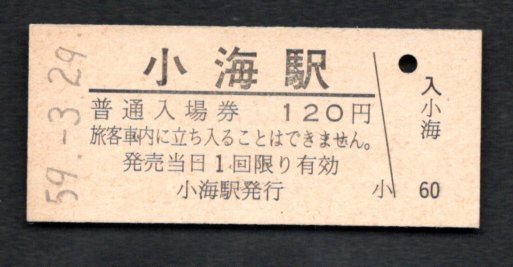 59.-3.29.
小海駅
普通入場券 120円
旅客車内に立ち入ることはできません。
発売当日1回限り有効
小海駅発行
小
入
小海
60